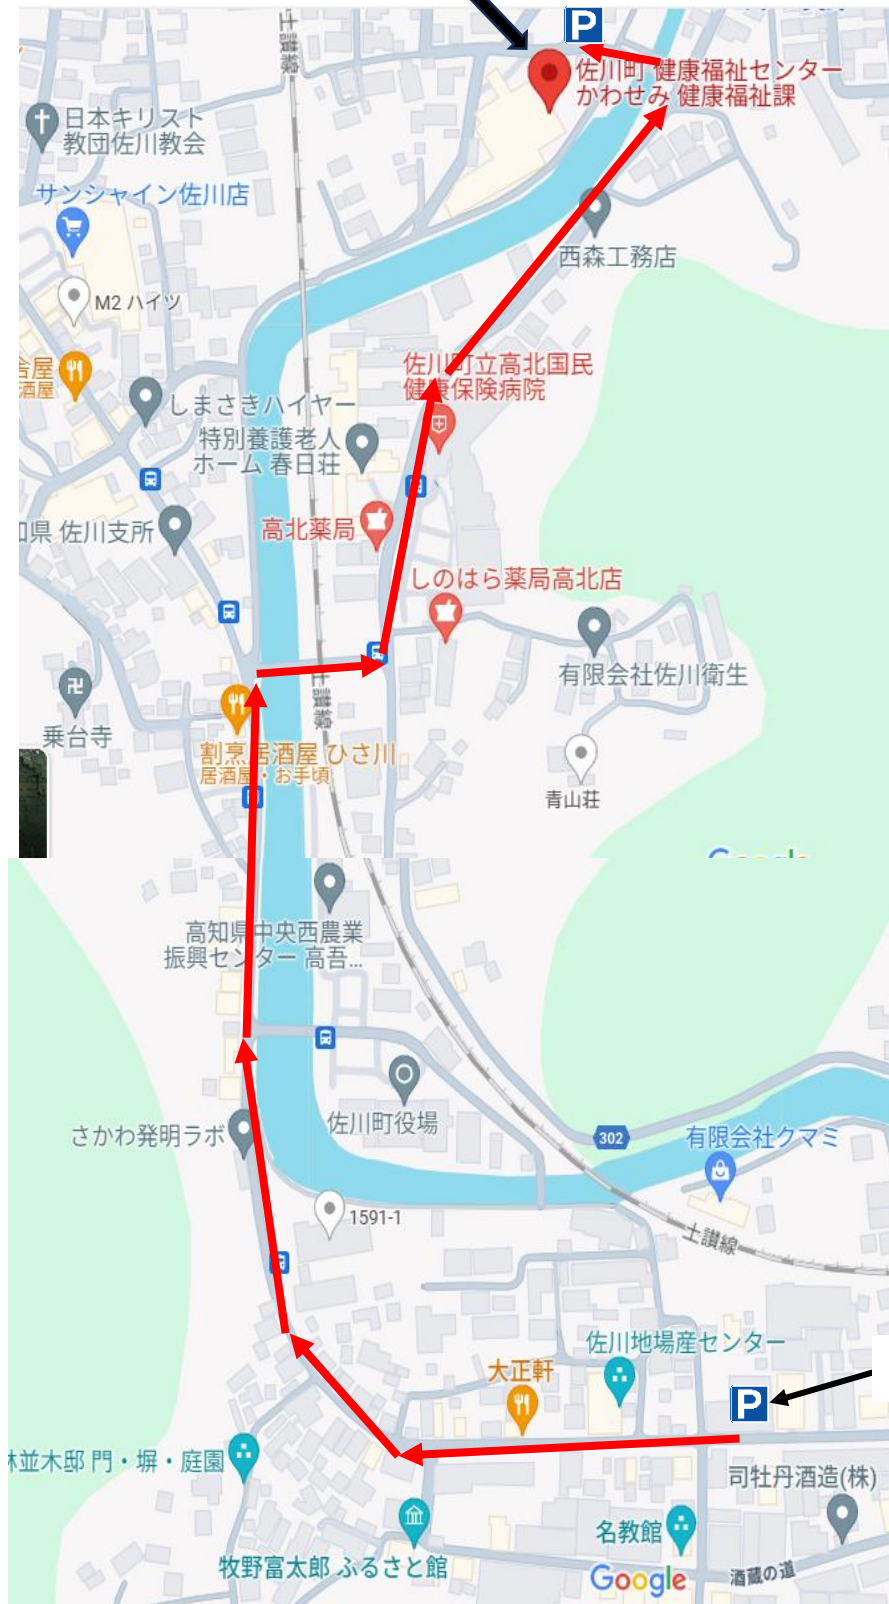 土讃線
P
佐川町 健康福祉センター
かわせみ 健康福祉課
日本キリスト
教団佐川教会
サンシャイン佐川店
西森工務店
M2 ハイツ
舎屋
酒屋
佐川町立高北国民
健康保険病院
しまさきハイヤー
特別養護老人
ホーム 春日荘
知県 佐川支所
高北薬局
しのはら薬局高北店
有限会社佐川衛生
土讃線
乗台寺
割烹居酒屋 ひさ川
居酒屋・お手頃
青山荘
高知県中央西農業
振興センター 高吾...
佐川町役場
さかわ発明ラボ
302
有限会社クマミ
1591-1
土讃線
佐川地場産センター
大正軒
P
林並木邸 門・塀・庭園
司牡丹酒造(株)
名教館
牧野富太郎 ふるさと館
Google
酒蔵の道